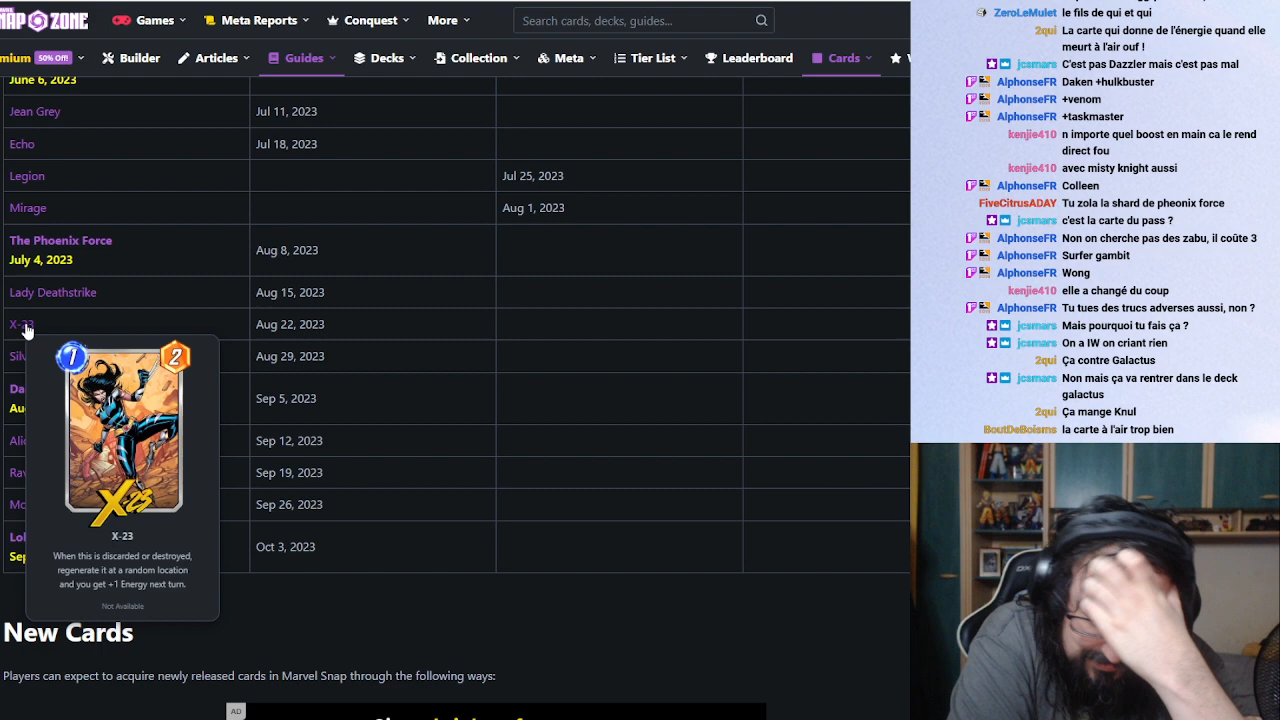 SNAP ZONE
Games
Meta Reports
Conquest
More
Search cards, decks, guides...
50% Off!
Builder
Articles
Guides
Decks
Collection
Meta
Tier List
Leaderboard
Cards
June 6, 2023
Jean Grey Jul 11, 2023
Echo Jul 18, 2023
Legion Jul 25, 2023
Mirage Aug 1, 2023
The Phoenix Force
July 4, 2023 Aug 8, 2023
Lady Deathstrike Aug 15, 2023
X-23 Aug 22, 2023
Aug 29, 2023
Sep 5, 2023
Sep 12, 2023
Sep 19, 2023
Sep 26, 2023
Oct 3, 2023
1 2
X-23
X-23
When this is discarded or destroyed,
regenerate it at a random location
and you get +1 Energy next turn.
Not Available
New Cards
Players can expect to acquire newly released cards in Marvel Snap through the following ways:
AD
ZeroLeMulet le fils de qui et qui
2qui La carte qui donne de l'énergie quand elle
meurt à l'air ouf !
jcsmars C'est pas Dazzler mais c'est pas mal
AlphonseFR Daken +hulkbuster
AlphonseFR +venom
AlphonseFR +taskmaster
kenjie410 n importe quel boost en main ca le rend
direct fou
kenjie410 avec misty knight aussi
AlphonseFR Colleen
FiveCitrusADAY Tu zola la shard de pheonix force
jcsmars c'est la carte du pass ?
AlphonseFR Non on cherche pas des zabu, il coûte 3
AlphonseFR Surfer gambit
AlphonseFR Wong
kenjie410 elle a changé du coup
AlphonseFR Tu tues des trucs adverses aussi, non ?
jcsmars Mais pourquoi tu fais ça ?
jcsmars On a IW on criant rien
2qui Ça contre Galactus
jcsmars Non mais ça va rentrer dans le deck
galactus
2qui Ça mange Knul
BoutDeBoisms la carte à l'air trop bien